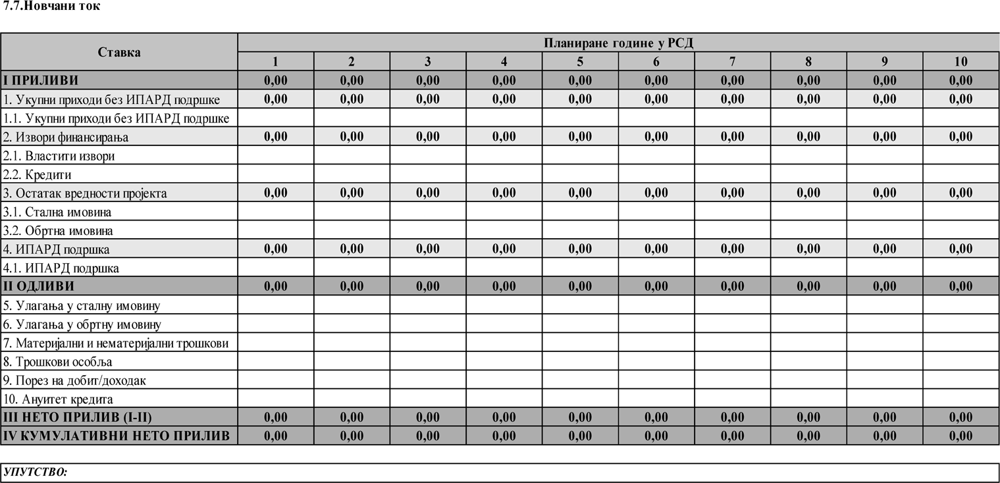 7.7.Новчани ток
Ставка
Планиране године у РСД
1 2 3 4 5 6 7 8 9 10
I ПРИЛИВИ 0,00 0,00 0,00 0,00 0,00 0,00 0,00 0,00 0,00 0,00
1. Укупни приходи без ИПАРД подршке 0,00 0,00 0,00 0,00 0,00 0,00 0,00 0,00 0,00 0,00
1.1. Укупни приходи без ИПАРД подршке
2. Извори финансирања 0,00 0,00 0,00 0,00 0,00 0,00 0,00 0,00 0,00 0,00
2.1. Властити извори
2.2. Кредити
3. Остатак вредности пројекта 0,00 0,00 0,00 0,00 0,00 0,00 0,00 0,00 0,00 0,00
3.1. Стална имовина
3.2. Обртна имовина
4. ИПАРД подршка 0,00 0,00 0,00 0,00 0,00 0,00 0,00 0,00 0,00 0,00
4.1. ИПАРД подршка
II ОДЛИВИ 0,00 0,00 0,00 0,00 0,00 0,00 0,00 0,00 0,00 0,00
5. Улагања у сталну имовину
6. Улагања у обртну имовину
7. Материјални и нематеријални трошкови
8. Трошкови особља
9. Порез на добит/доходак
10. Ануитет кредита
III НЕТО ПРИЛИВ (I-II) 0,00 0,00 0,00 0,00 0,00 0,00 0,00 0,00 0,00 0,00
IV КУМУЛАТИВНИ НЕТО ПРИЛИВ 0,00 0,00 0,00 0,00 0,00 0,00 0,00 0,00 0,00 0,00
УПУТСТВО: